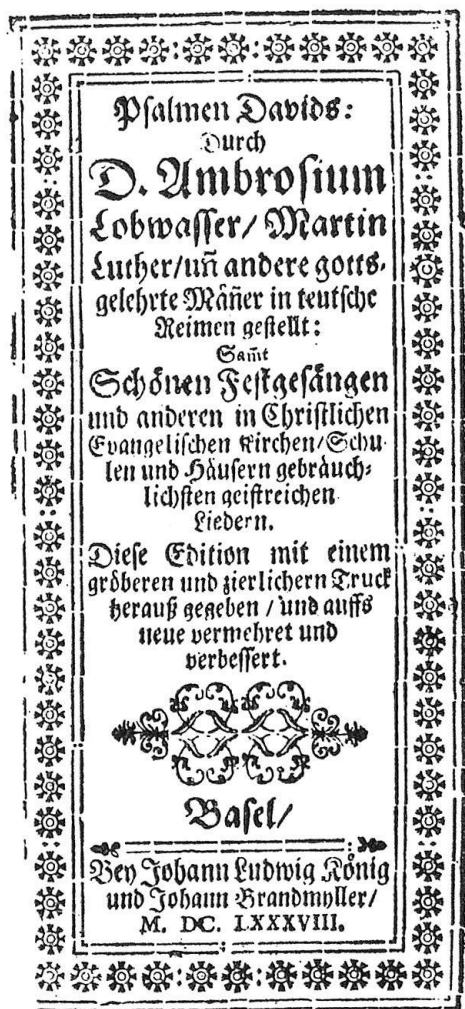 Psalmen Davids:
Durch
D. Ambrosium
Lobwasser/ Martin
Luther/ uñ andere gotts-
gelehrte Mäñer in teutsche
Reimen gestellt:
Sam̃t
Schönen Festgesängen
und anderen in Christlichen
Evangelischen Kirchen/ Schu-
len und Häusern gebräuch-
lichsten geistreichen
Liedern.
Diese Edition mit einem
gröberen und zierlichern Truck
herauß gegeben / und auffs
neue vermehret und
verbessert.
Basel/
Bey Johann Ludwig König
und Johann Brandmyller/
M. DC. LXXXVIII.